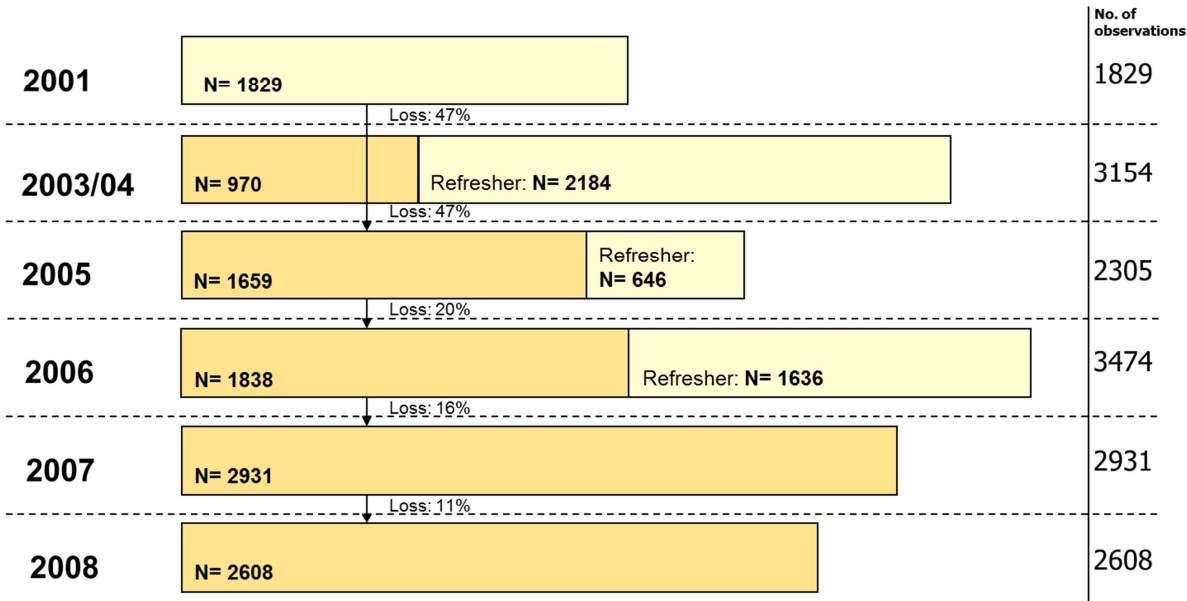 No. of
observations
2001
N= 1829
1829
Loss: 47%
2003/04
N= 970
Refresher: N= 2184
3154
Loss: 47%
2005
N= 1659
Refresher:
N= 646
2305
Loss: 20%
2006
N= 1838
Refresher: N= 1636
3474
Loss: 16%
2007
N= 2931
2931
Loss: 11%
2008
N= 2608
2608